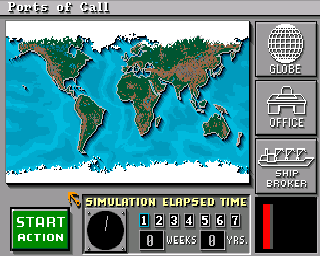 Ports of Call
GLOBE
OFFICE
SHIP
BROKER
SIMULATION ELAPSED TIME
1 2 3 4 5 6 7
0 WEEKS 0 YRS.
START
ACTION